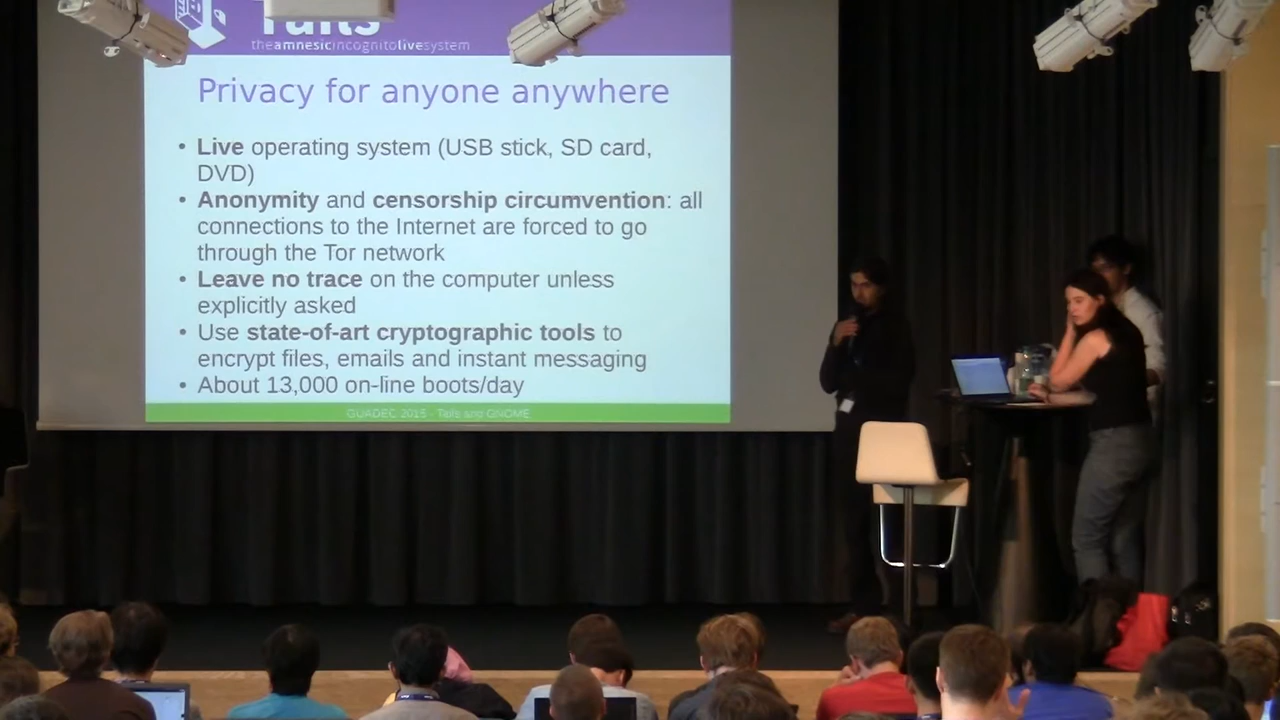 Tails
theamnesicincognitolivesystem
Privacy for anyone anywhere
• Live operating system (USB stick, SD card,
DVD)
• Anonymity and censorship circumvention: all
connections to the Internet are forced to go
through the Tor network
• Leave no trace on the computer unless
explicitly asked
• Use state-of-art cryptographic tools to
encrypt files, emails and instant messaging
• About 13,000 on-line boots/day
GUADEC 2015 - Tails and GNOME